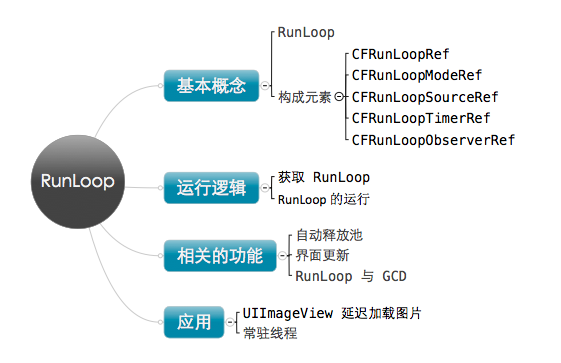 RunLoop
基本概念
RunLoop
构成元素
CFRunLoopRef
CFRunLoopModeRef
CFRunLoopSourceRef
CFRunLoopTimerRef
CFRunLoopObserverRef
运行逻辑
获取 RunLoop
RunLoop 的运行
相关的功能
自动释放池
界面更新
RunLoop 与 GCD
应用
UIImageView 延迟加载图片
常驻线程